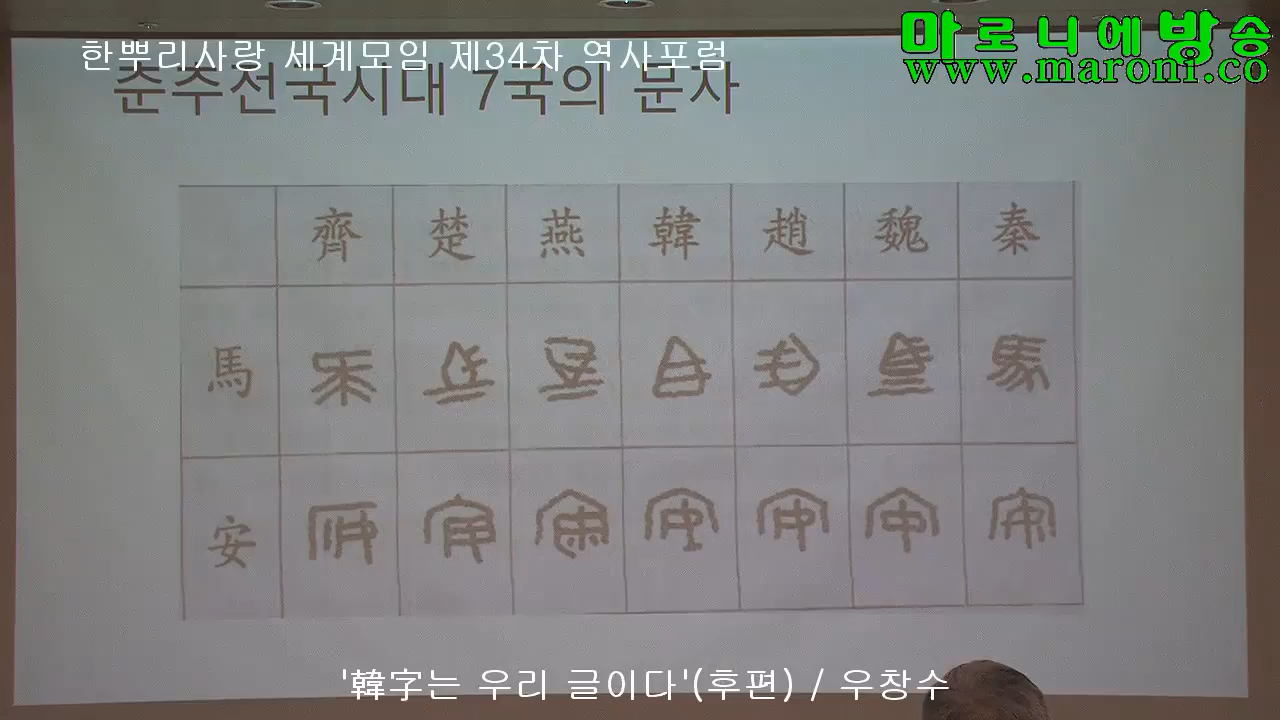 한뿌리사랑 세계모임 제34차 역사포럼
마로니에방송
www.maroni.co
춘추전국시대 7국의 문자
齊 楚 燕 韓 趙 魏 秦
馬
安
'韓字는 우리 글이다'(후편) / 우창수